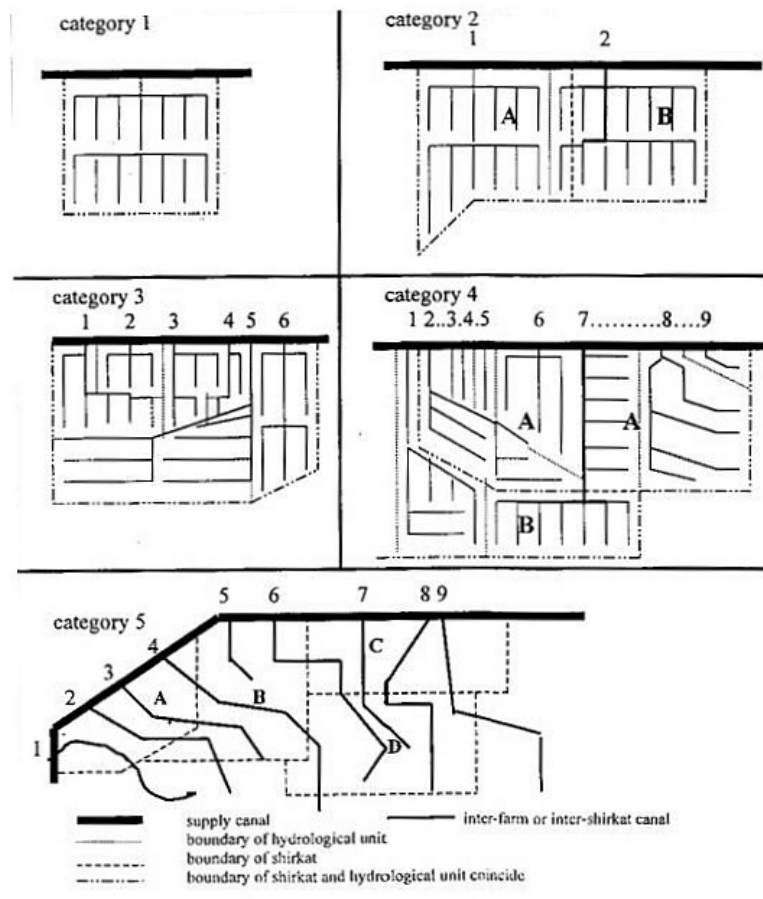 category 1
category 2
1 2
A B
category 3
1 2 3 4 5 6
category 4
1 2..3.4.5 6 7...........8....9
A A
B
category 5
5 6 7 8 9
4
3
2
1
A B C
D
supply canal
inter-farm or inter-shirkat canal
boundary of hydrological unit
boundary of shirkat
boundary of shirkat and hydrological unit coincide